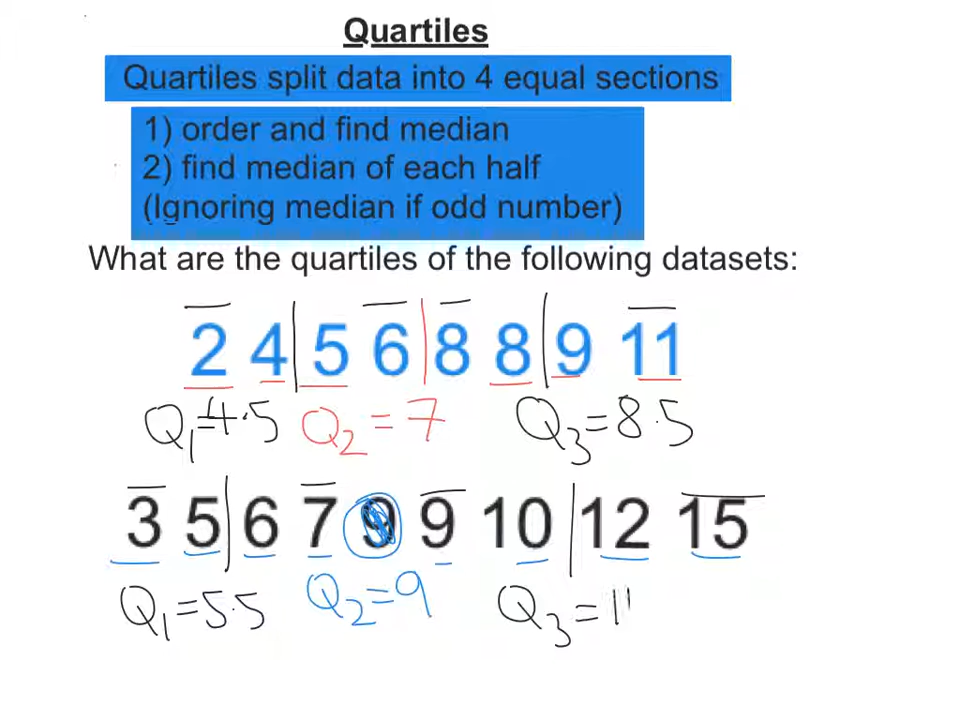 Quartiles
Quartiles split data into 4 equal sections
1) order and find median
2) find median of each half
(Ignoring median if odd number)
What are the quartiles of the following datasets:
2 4 5 6 8 8 9 11
Q1=4.5 Q2=7 Q3=8.5
3 5 6 7 9 9 10 12 15
Q1=5.5 Q2=9 Q3=11